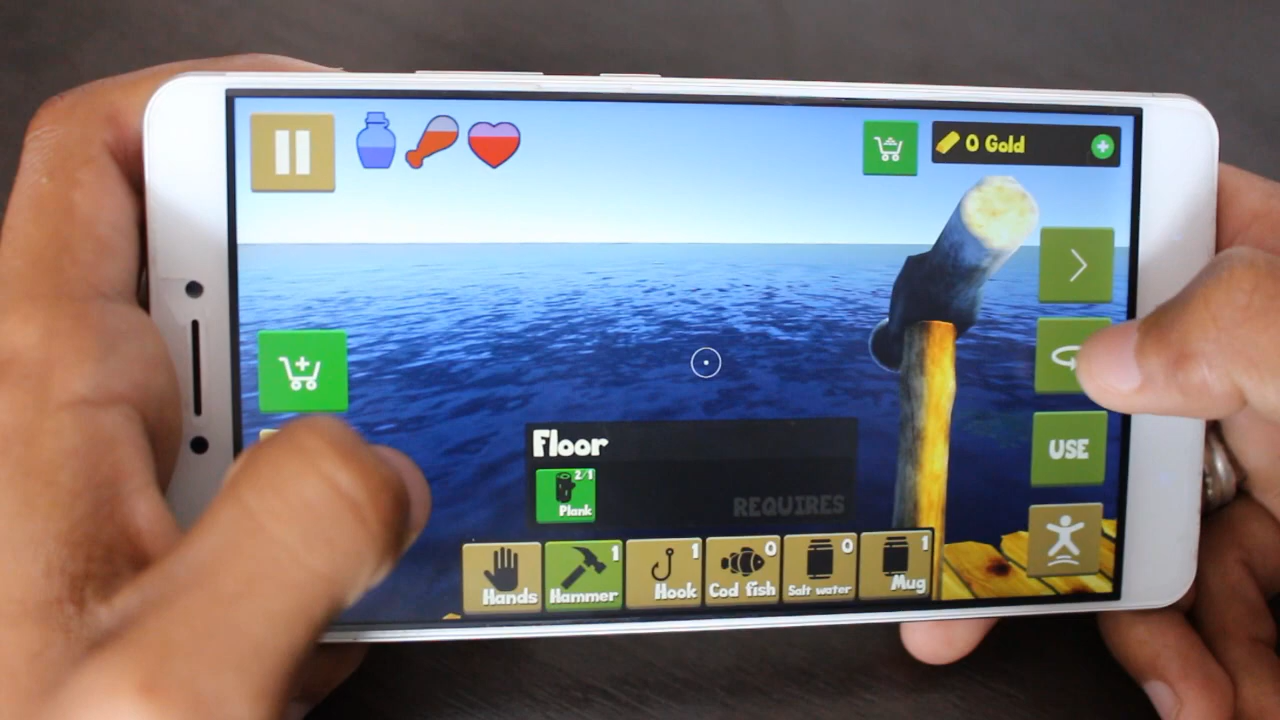 0 Gold
Floor
2/1
Plank
REQUIRES
USE
Hands
1
Hammer
1
Hook
0
Cod fish
0
Salt water
1
Mug